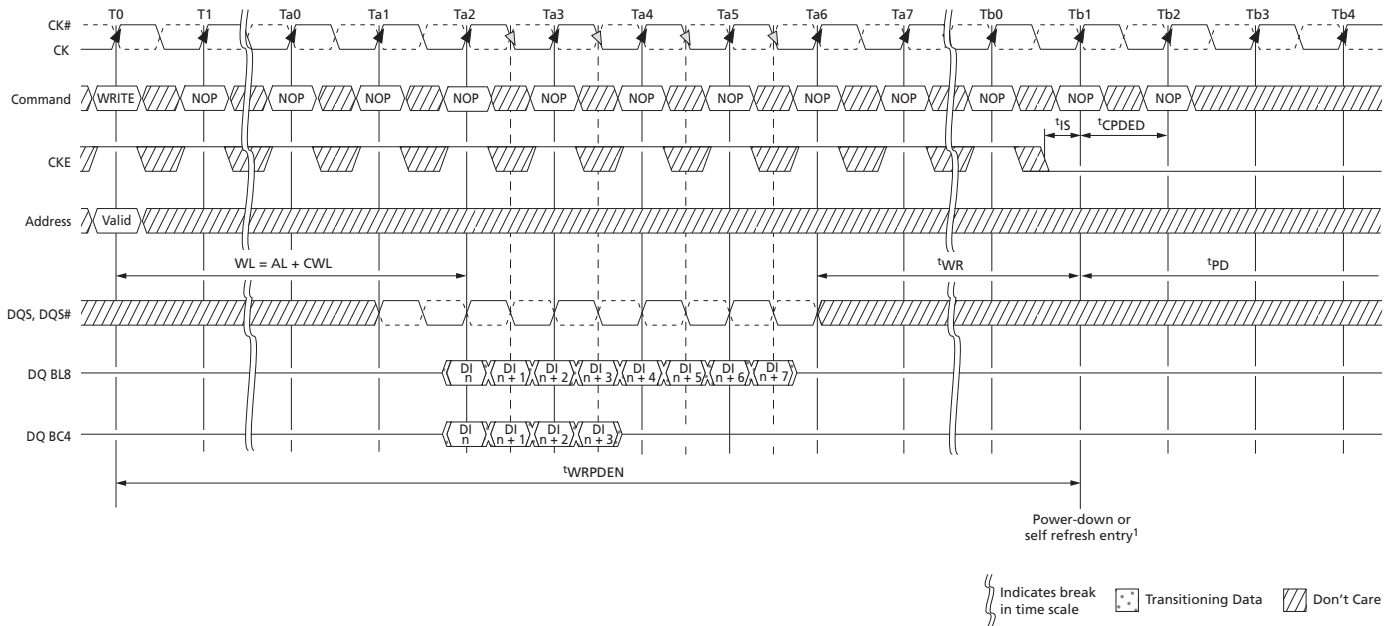 T0 T1 Ta0 Ta1 Ta2 Ta3 Ta4 Ta5 Ta6 Ta7 Tb0 Tb1 Tb2 Tb3 Tb4
CK#
CK
Command WRITE NOP NOP NOP NOP NOP NOP NOP NOP NOP NOP NOP NOP
tIS tCPDED
CKE
Address Valid
WL = AL + CWL tWR tPD
DQS, DQS#
DQ BL8 DI n DI n + 1 DI n + 2 DI n + 3 DI n + 4 DI n + 5 DI n + 6 DI n + 7
DQ BC4 DI n DI n + 1 DI n + 2 DI n + 3
tWRPDEN
Power-down or
self refresh entry1
Indicates break
in time scale
Transitioning Data
Don't Care